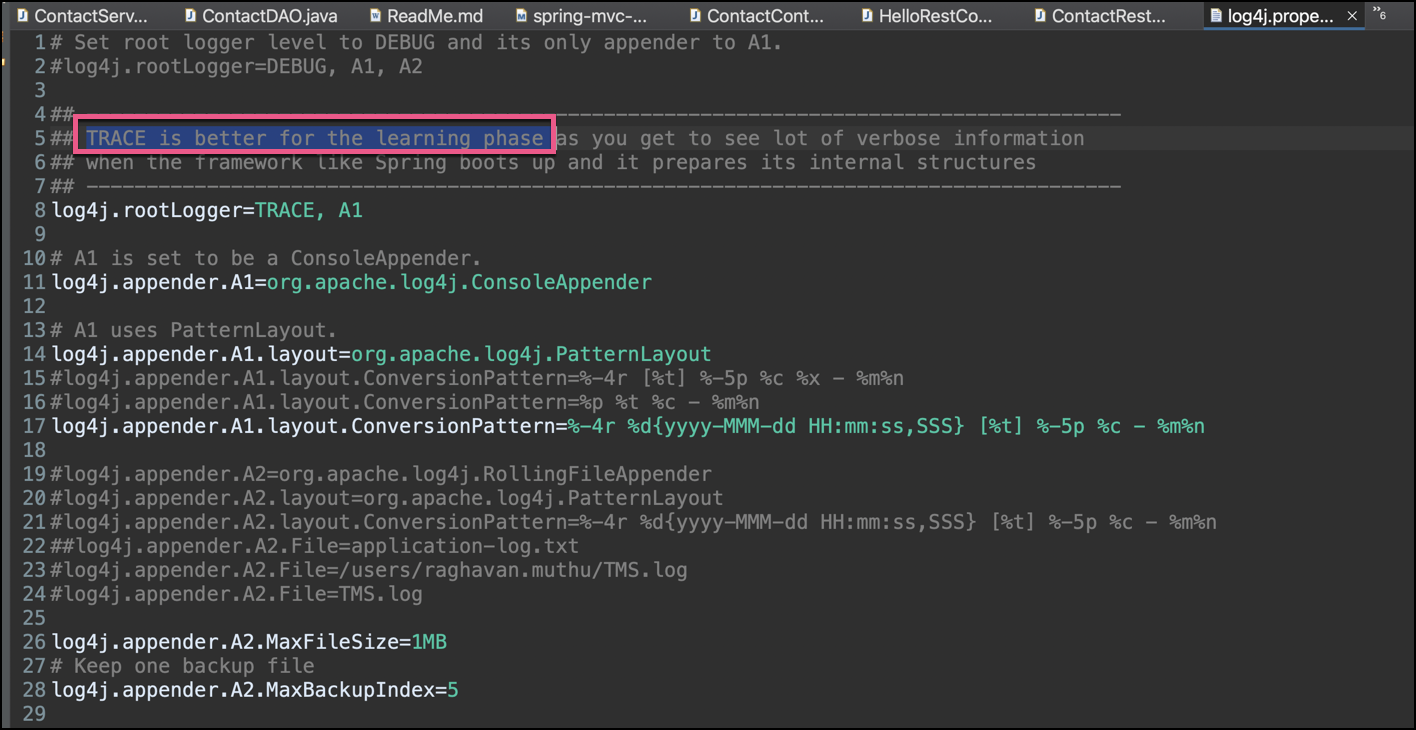 ContactServ... ContactDAO.java ReadMe.md spring-mvc-... ContactCont... HelloRestCo... ContactRest... log4j.prope... × »6
1 # Set root logger level to DEBUG and its only appender to A1.
2 #log4j.rootLogger=DEBUG, A1, A2
3
4 ## --------------------------------------------------------------------------------------
5 ## TRACE is better for the learning phase as you get to see lot of verbose information
6 ## when the framework like Spring boots up and it prepares its internal structures
7 ## --------------------------------------------------------------------------------------
8 log4j.rootLogger=TRACE, A1
9
10 # A1 is set to be a ConsoleAppender.
11 log4j.appender.A1=org.apache.log4j.ConsoleAppender
12
13 # A1 uses PatternLayout.
14 log4j.appender.A1.layout=org.apache.log4j.PatternLayout
15 #log4j.appender.A1.layout.ConversionPattern=%-4r [%t] %-5p %c %x - %m%n
16 #log4j.appender.A1.layout.ConversionPattern=%p %t %c - %m%n
17 log4j.appender.A1.layout.ConversionPattern=%-4r %d{yyyy-MMM-dd HH:mm:ss,SSS} [%t] %-5p %c - %m%n
18
19 #log4j.appender.A2=org.apache.log4j.RollingFileAppender
20 #log4j.appender.A2.layout=org.apache.log4j.PatternLayout
21 #log4j.appender.A2.layout.ConversionPattern=%-4r %d{yyyy-MMM-dd HH:mm:ss,SSS} [%t] %-5p %c - %m%n
22 ##log4j.appender.A2.File=application-log.txt
23 #log4j.appender.A2.File=/users/raghavan.muthu/TMS.log
24 #log4j.appender.A2.File=TMS.log
25
26 log4j.appender.A2.MaxFileSize=1MB
27 # Keep one backup file
28 log4j.appender.A2.MaxBackupIndex=5
29